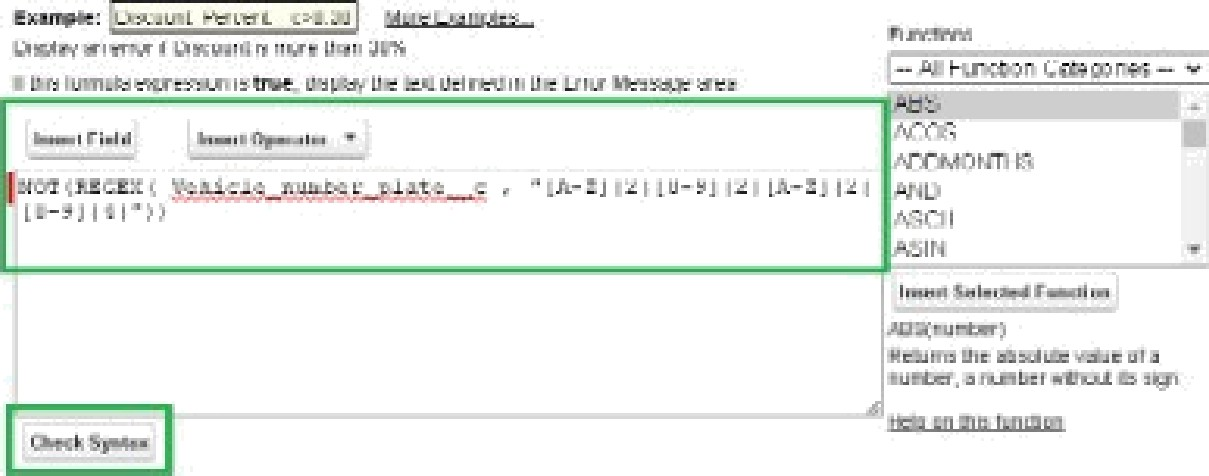 Example: Discount_Percent__c>0.30 More Examples...
Display an error if Discount is more than 30%
If this formula expression is true, display the text defined in the Error Message area
Functions
-- All Function Categories --
Insert Field Insert Operator
ABS
ACOS
ADDMONTHS
AND
ASCII
ASIN
NOT(REGEX( Vehicle_number_plate__c , "[A-Z]{2}[0-9]{2}[A-Z]{2}
[0-9]{4}"))
Insert Selected Function
ABS(number)
Returns the absolute value of a
number, a number without its sign
Help on this function
Check Syntax